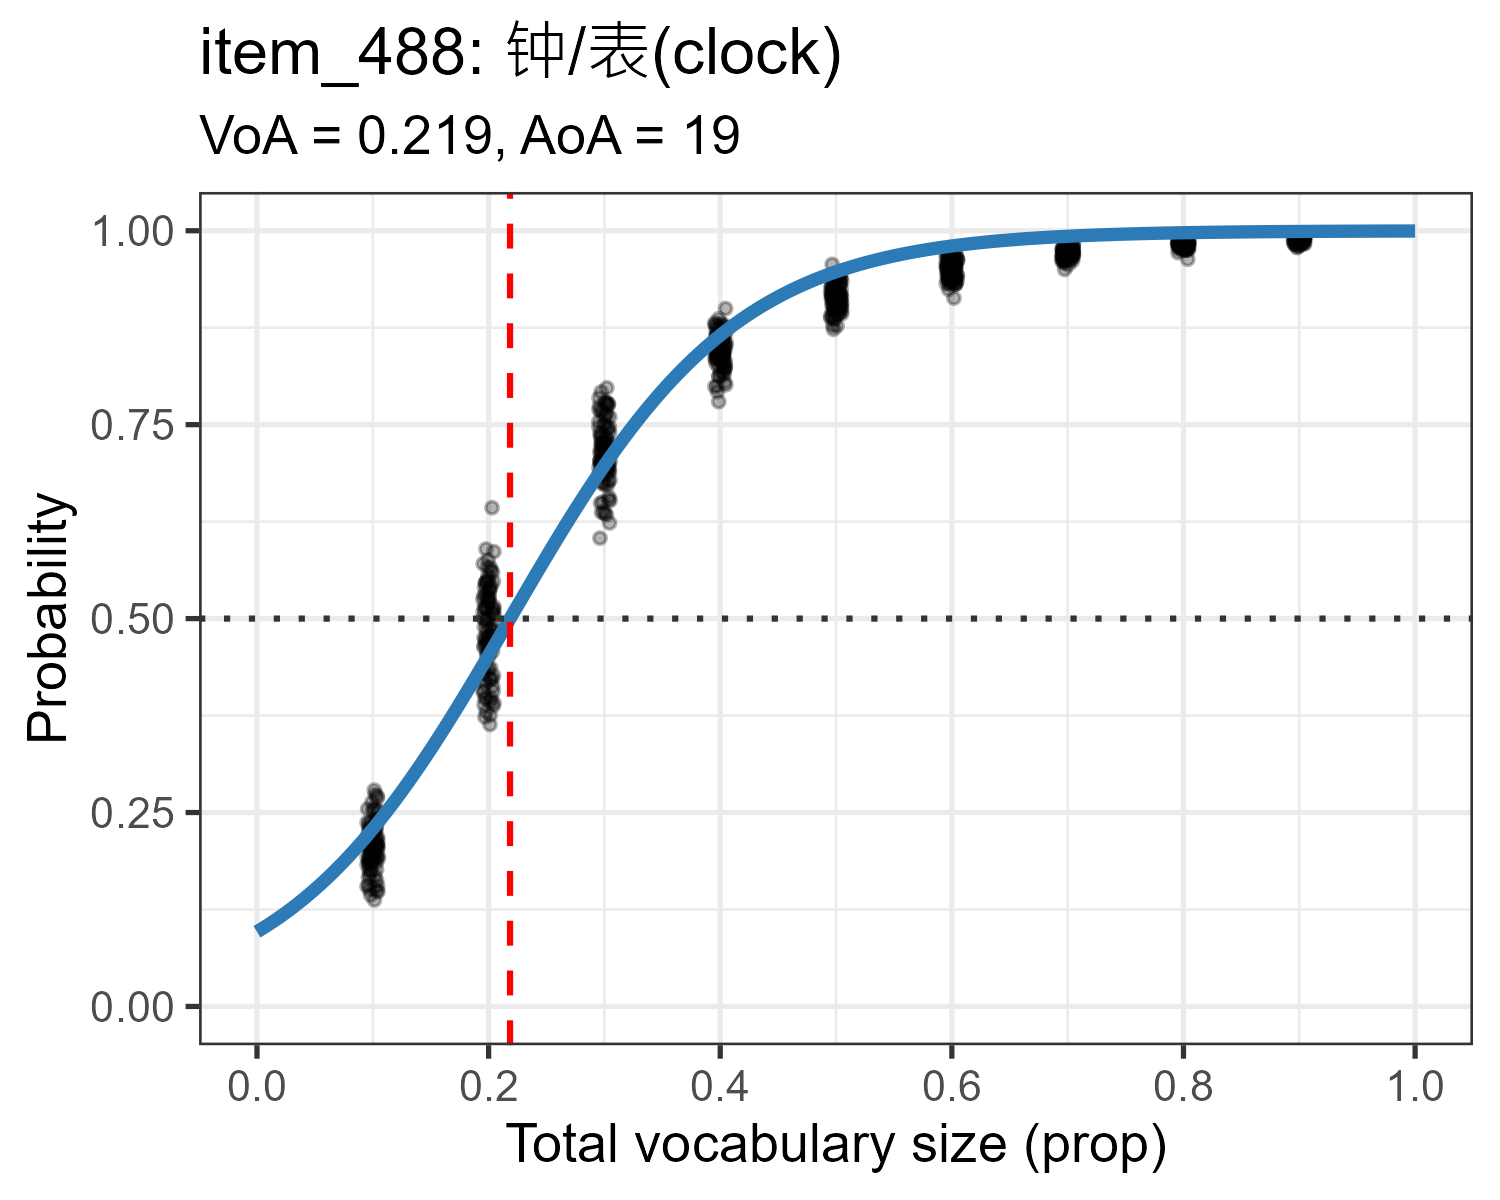 item_488: 钟/表(clock)
VoA = 0.219, AoA = 19
Probability
1.00
0.75
0.50
0.25
0.00
0.0 0.2 0.4 0.6 0.8 1.0
Total vocabulary size (prop)